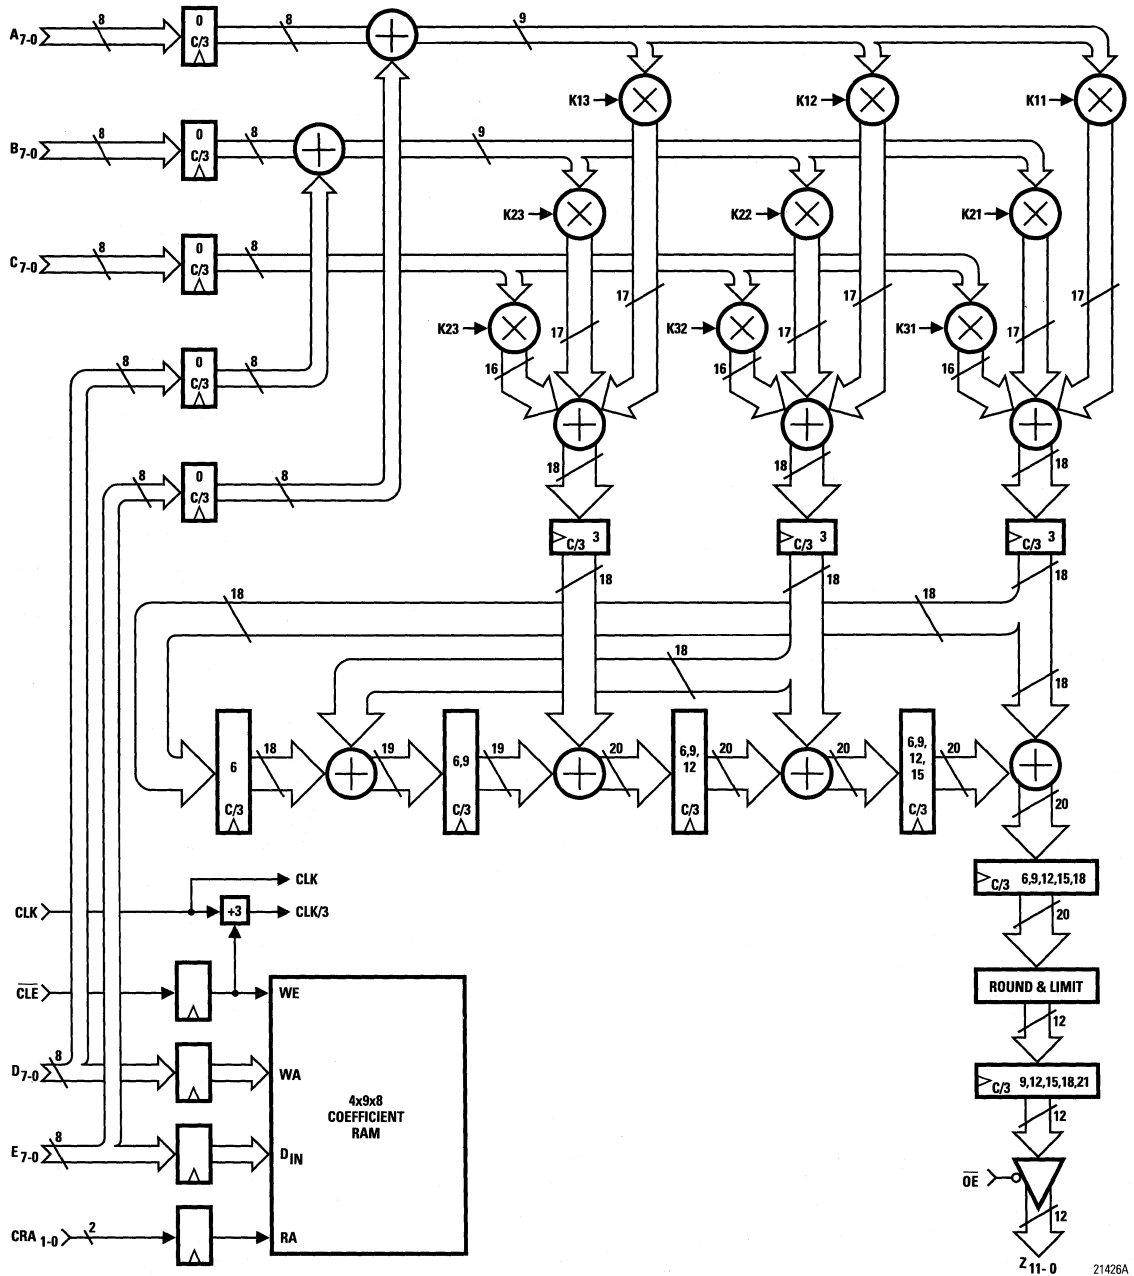 A7-0
8
0
C/3
8
9
K13
K12
K11
B7-0
8
0
C/3
8
9
K23
K22
K21
C7-0
8
0
C/3
8
17
17
17
K23
K32
K31
17
17
17
16
16
16
8
0
C/3
8
8
0
C/3
8
18
18
18
C/3 3
C/3 3
C/3 3
18
18
18
18
18
18
18
6
C/3
18
19
6,9
C/3
19
20
6,9,
12
C/3
20
20
6,9,
12,
15
C/3
20
20
C/3 6,9,12,15,18
20
ROUND & LIMIT
12
C/3 9,12,15,18,21
12
OE
12
Z11-0
CLK
CLK
+3
CLK/3
CLE
WE
D7-0
8
WA
4x9x8
COEFFICIENT
RAM
E7-0
8
DIN
CRA1-0
2
RA
21426A